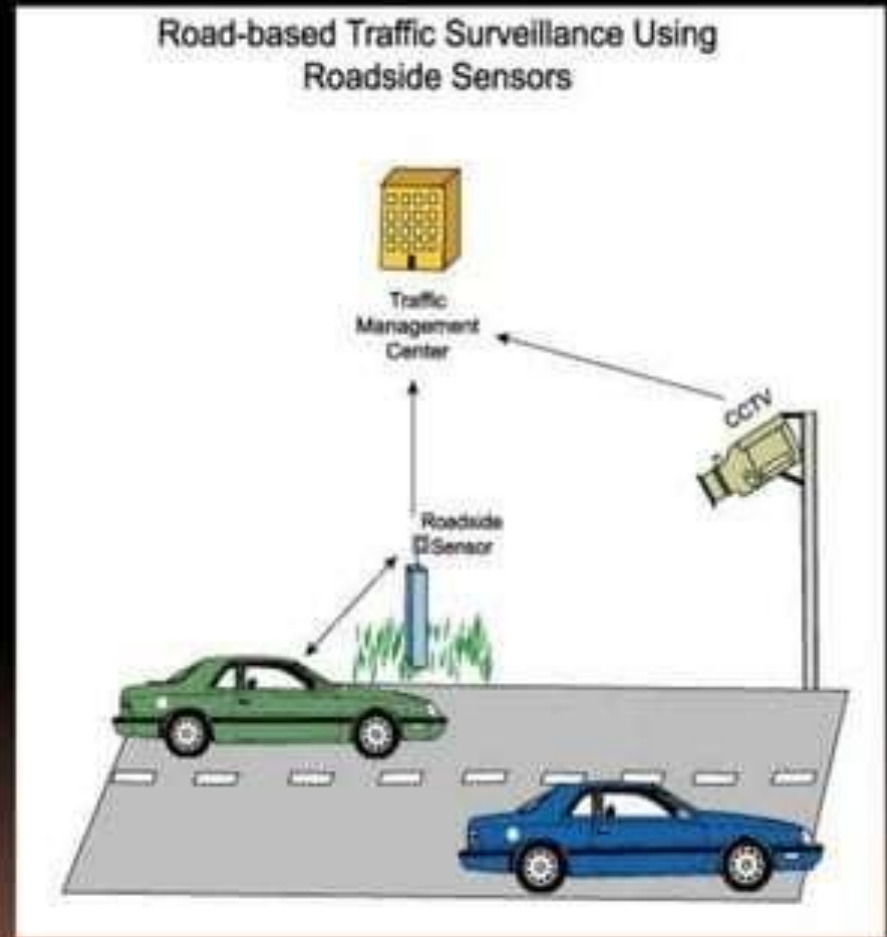 Road-based Traffic Surveillance Using
Roadside Sensors
Traffic
Management
Center
CCTV
Roadside
Sensor